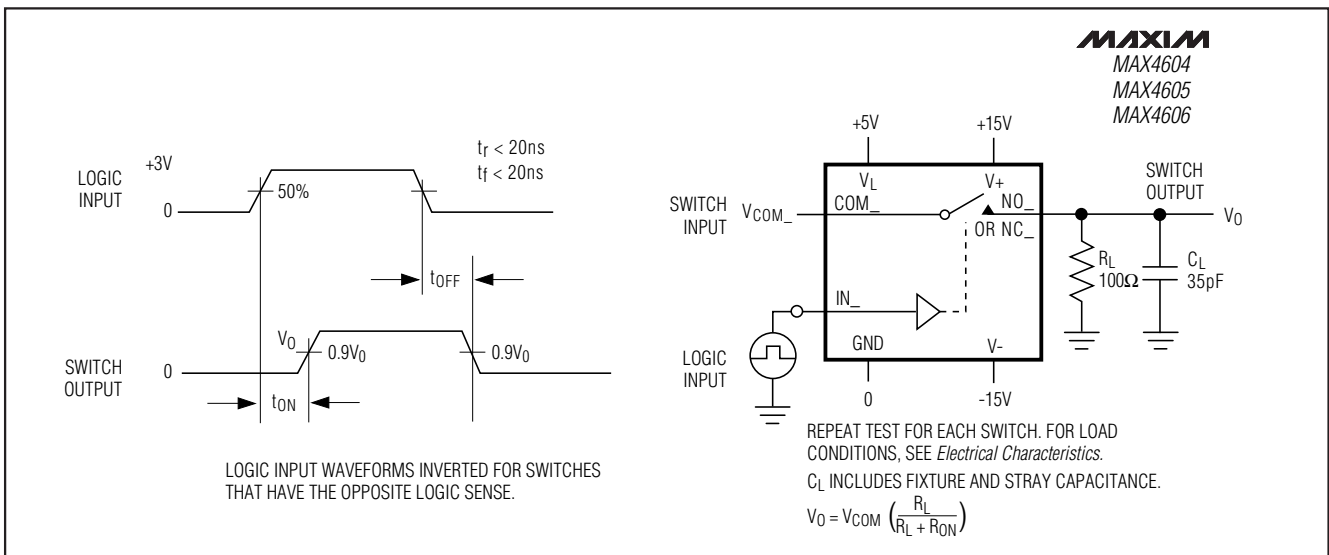 MAXIM
MAX4604
MAX4605
MAX4606
LOGIC
INPUT
+3V
0
50%
tr < 20ns
tf < 20ns
tOFF
SWITCH
OUTPUT
VO
0
0.9V0
0.9V0
tON
LOGIC INPUT WAVEFORMS INVERTED FOR SWITCHES
THAT HAVE THE OPPOSITE LOGIC SENSE.
+5V
+15V
VL
V+
SWITCH
INPUT
VCOM_
COM_
NO_
OR NC_
SWITCH
OUTPUT
VO
RL
100Ω
CL
35pF
IN_
LOGIC
INPUT
GND
V-
0
-15V
REPEAT TEST FOR EACH SWITCH. FOR LOAD
CONDITIONS, SEE Electrical Characteristics.
CL INCLUDES FIXTURE AND STRAY CAPACITANCE.
VO = VCOM (RL / RL + RON)